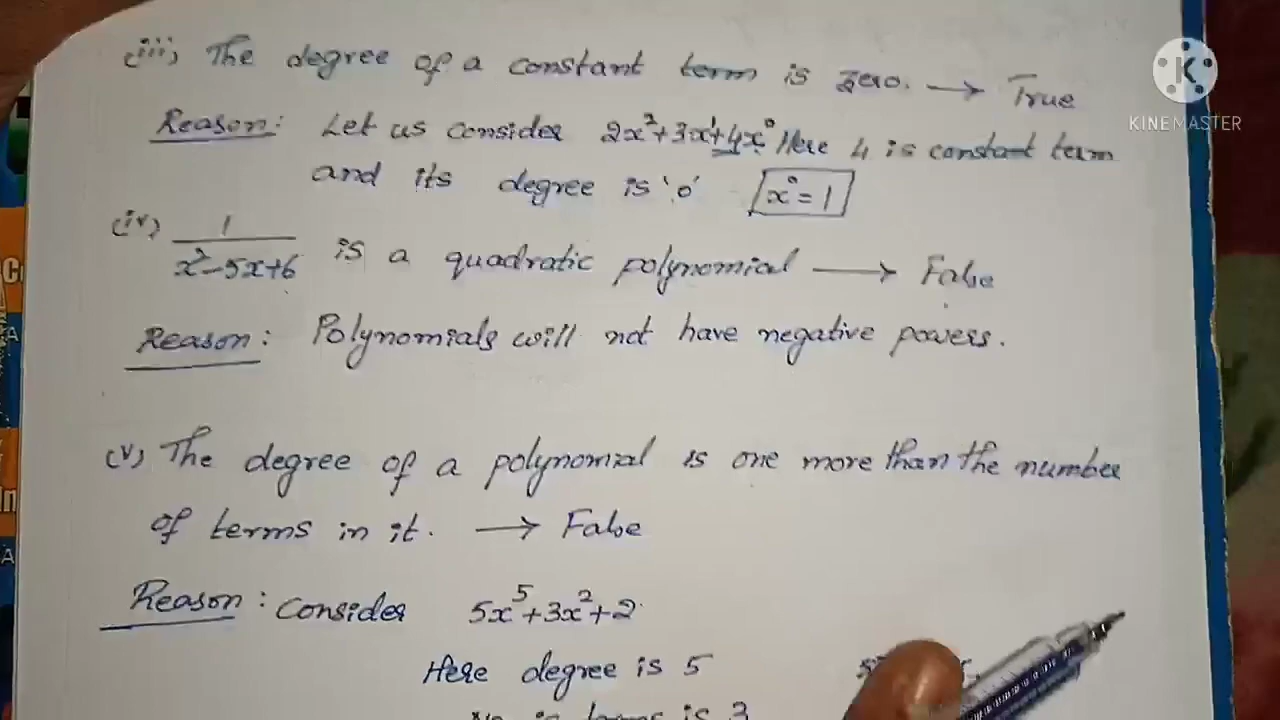 (iii) The degree of a constant term is zero. → True
Reason: Let us consider 2x²+3x¹+4x⁰ Here 4 is constant term
and its degree is '0' x⁰ = 1
(iv) 1/(x²-5x+6) is a quadratic polynomial → False
Reason: Polynomials will not have negative powers.
(v) The degree of a polynomial is one more than the number
of terms in it. → False
Reason: Consider 5x⁵+3x²+2
Here degree is 5
terms is 3
KINEMASTER